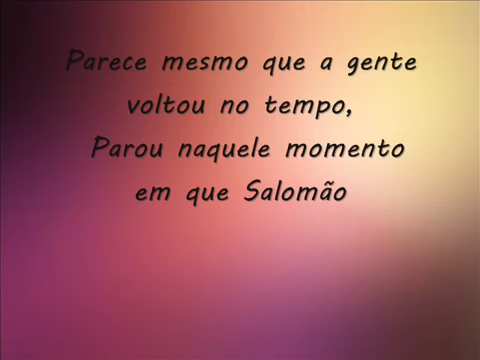 Parece mesmo que a gente
voltou no tempo,
Parou naquele momento
em que Salomão